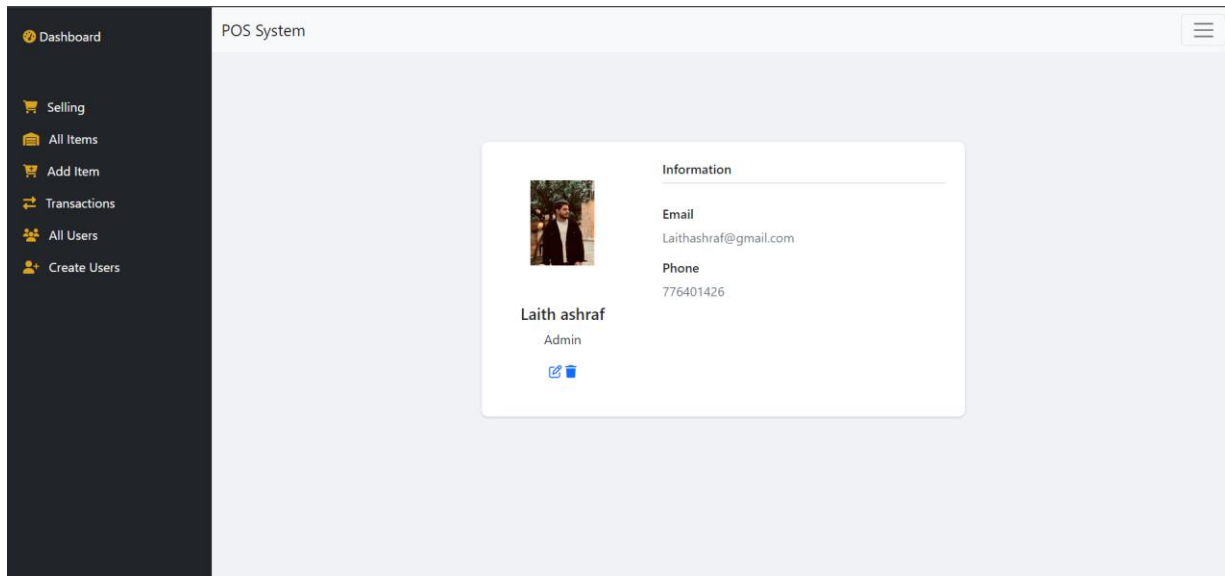 Dashboard
POS System
Selling
All Items
Add Item
Transactions
All Users
Create Users
Information
Email
Laithashraf@gmail.com
Phone
776401426
Laith ashraf
Admin